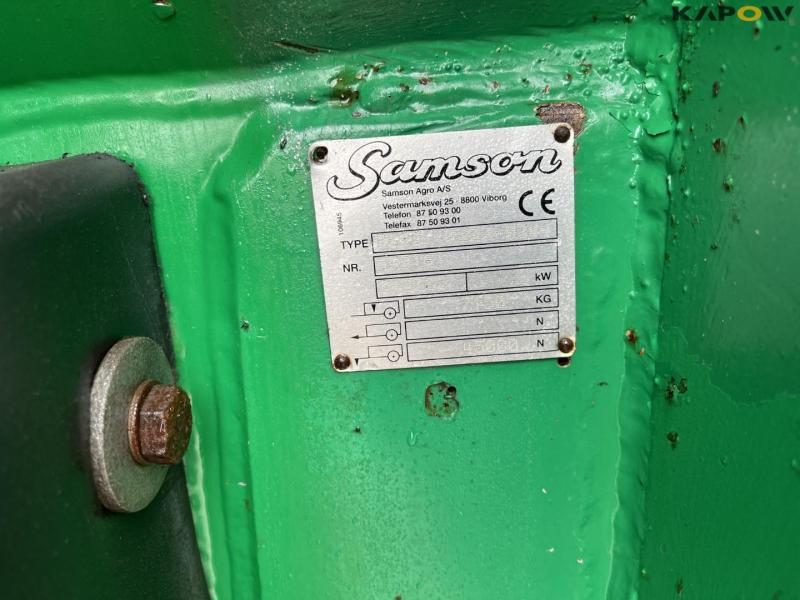 KAPOW
Samson
Samson Agro A/S
Vestermarksvej 25 - 8800 Viborg
Telefon 87 50 93 00
Telefax 87 50 93 01
CE
106945
TYPE
NR.
kW
KG
N
45000 N